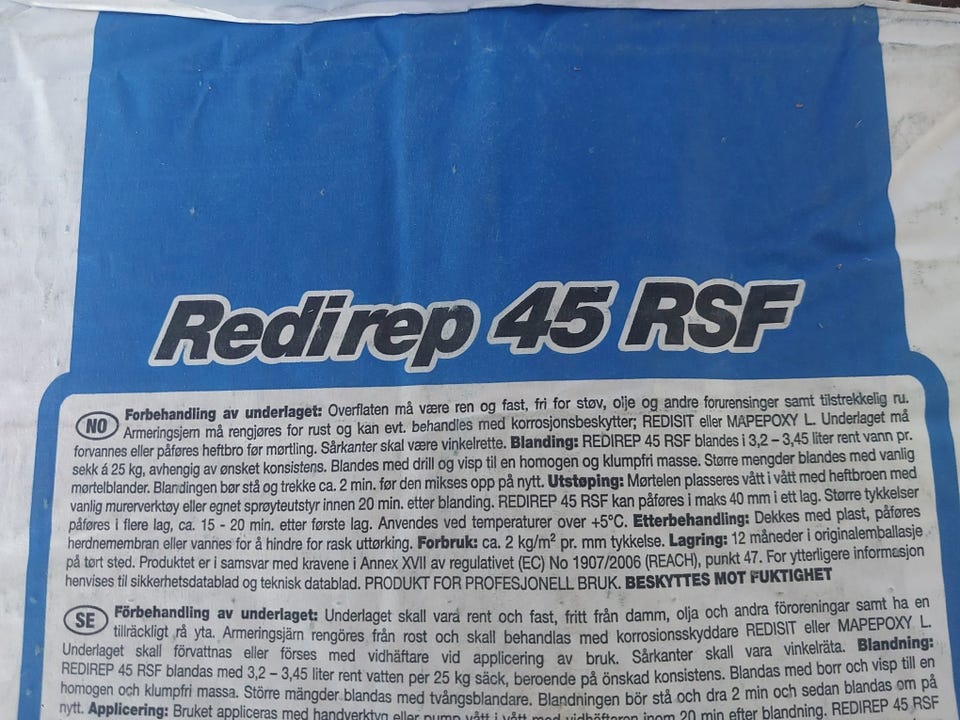 Redirep 45 RSF
NO
Forbehandling av underlaget: Overflaten må være ren og fast, fri for støv, olje og andre forurensinger samt tilstrekkelig ru.
Armeringsjern må rengjøres for rust og kan evt. behandles med korrosjonsbeskytter; REDISIT eller MAPEPOXY L. Underlaget må
forvannes eller påføres heftbro før mørtling. Sårkanter skal være vinkelrette. Blanding: REDIREP 45 RSF blandes i 3,2 – 3,45 liter rent vann pr.
sekk á 25 kg, avhengig av ønsket konsistens. Blandes med drill og visp til en homogen og klumpfri masse. Større mengder blandes med vanlig
mørtelblander. Blandingen bør stå og trekke ca. 2 min. før den mikses opp på nytt. Utstøping: Mørtelen plasseres vått i vått med heftbroen med
vanlig murerverktøy eller egnet sprøyteutstyr innen 20 min. etter blanding. REDIREP 45 RSF kan påføres i maks 40 mm i ett lag. Større tykkelser
påføres i flere lag, ca. 15 - 20 min. etter første lag. Anvendes ved temperaturer over +5°C. Etterbehandling: Dekkes med plast, påføres
herdnemembran eller vannes for å hindre for rask uttørking. Forbruk: ca. 2 kg/m² pr. mm tykkelse. Lagring: 12 måneder i originalemballasje
på tørt sted. Produktet er i samsvar med kravene i Annex XVII av regulativet (EC) No 1907/2006 (REACH), punkt 47. For ytterligere informasjon
henvises til sikkerhetsdatablad og teknisk datablad. PRODUKT FOR PROFESJONELL BRUK. BESKYTTES MOT FUKTIGHET
SE
Förbehandling av underlaget: Underlaget skall vara rent och fast, fritt från damm, olja och andra föroreningar samt ha en
tillräckligt rå yta. Armeringsjärn rengöres från rost och skall behandlas med korrosionsskyddare REDISIT eller MAPEPOXY L.
Underlaget skall förvattnas eller förses med vidhäftare vid applicering av bruk. Sårkanter skall vara vinkelräta. Blandning:
REDIREP 45 RSF blandas med 3,2 – 3,45 liter rent vatten per 25 kg säck, beroende på önskad konsistens. Blandas med borr och visp till en
homogen och klumpfri massa. Större mängder blandas med tvångsblandare. Blandningen bör stå och dra 2 min och sedan blandas om på
nytt. Applicering: Bruket appliceras med handverktyg eller pump vått i vått med vidhäftaren inom 20 min efter blandning. REDIREP 45 RSF